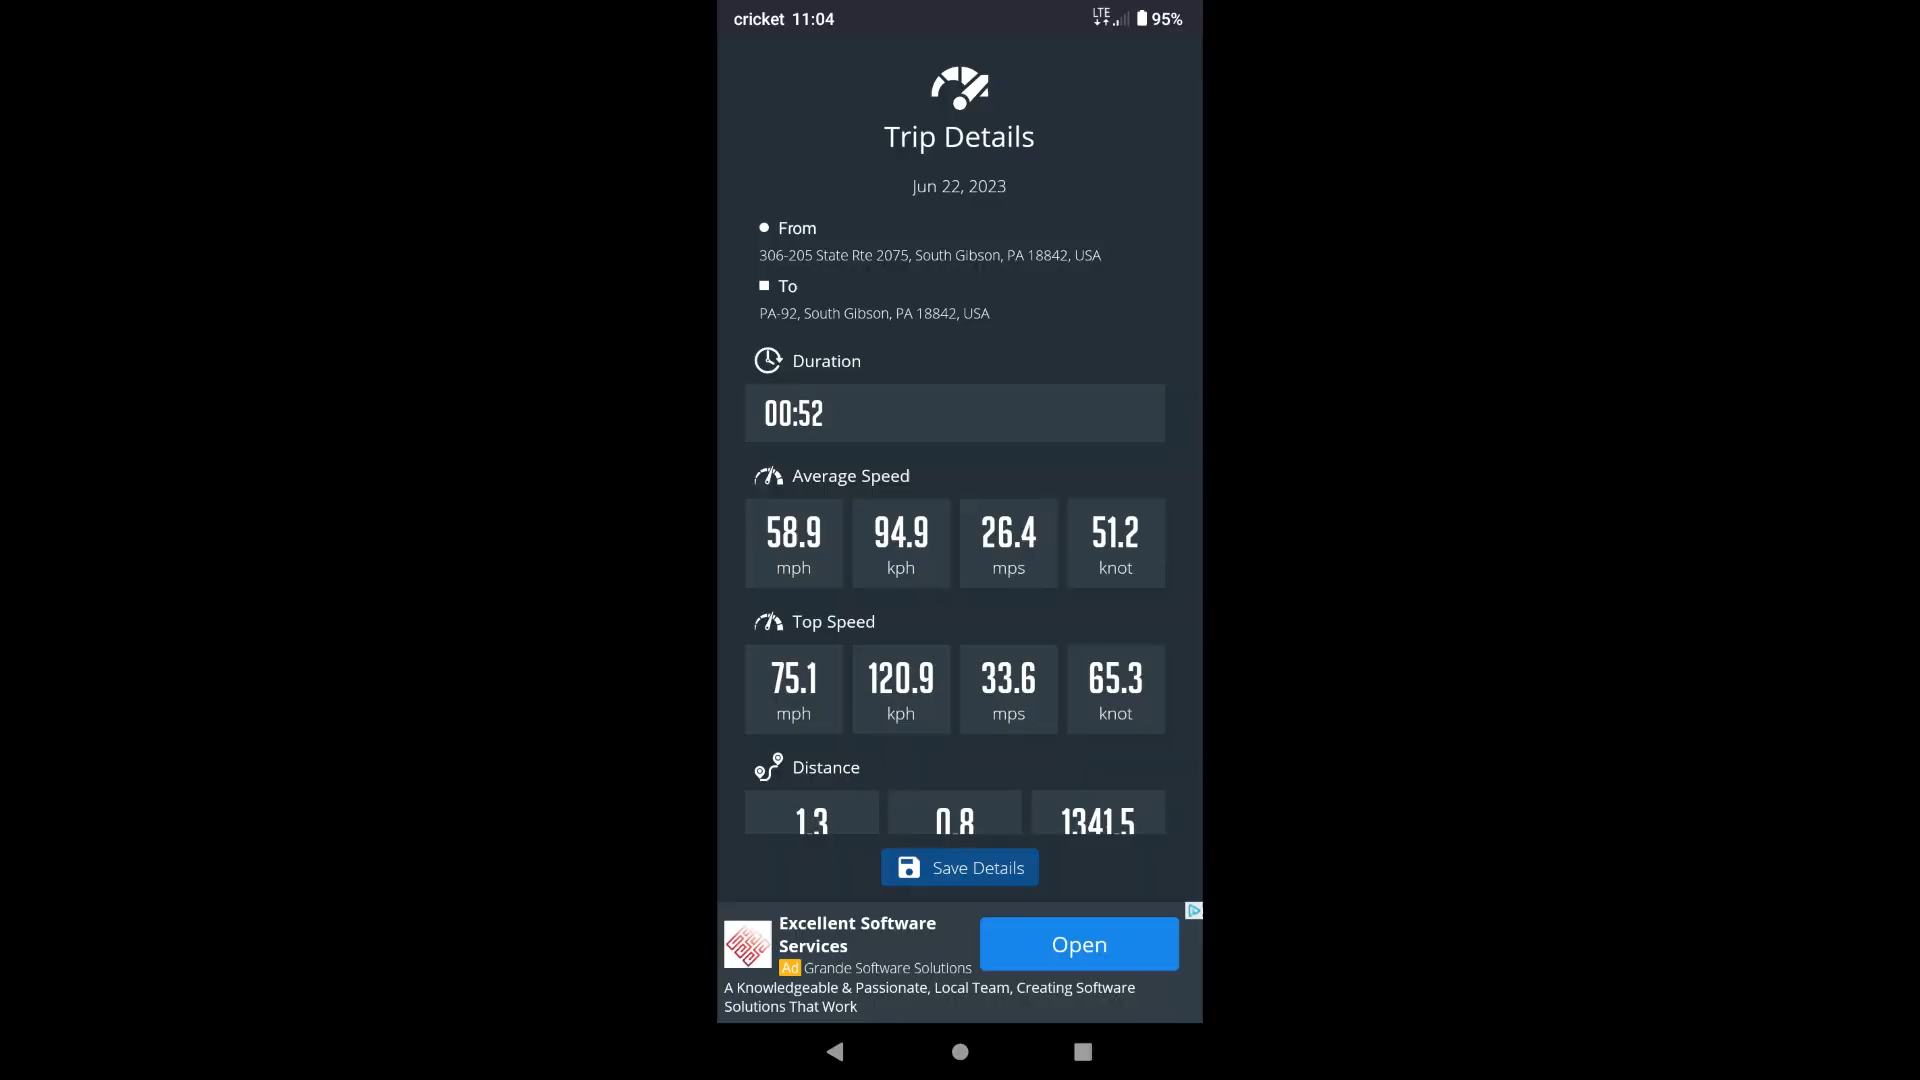 cricket 11:04
LTE
95%
Trip Details
Jun 22, 2023
From
306-205 State Rte 2075, South Gibson, PA 18842, USA
To
PA-92, South Gibson, PA 18842, USA
Duration
00:52
Average Speed
58.9 94.9 26.4 51.2
mph kph mps knot
Top Speed
75.1 120.9 33.6 65.3
mph kph mps knot
Distance
1.3 0.8 1341.5
Save Details
Excellent Software
Services
Ad Grande Software Solutions
Open
A Knowledgeable & Passionate, Local Team, Creating Software
Solutions That Work